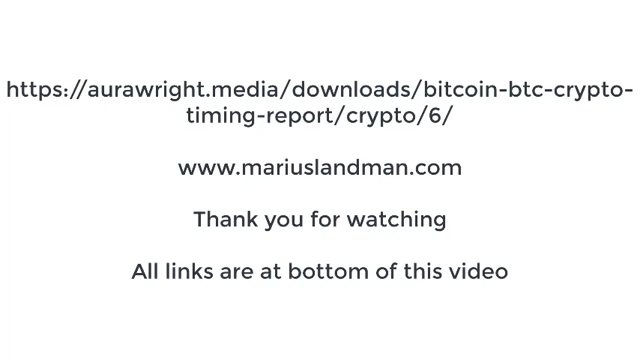 https://aurawright.media/downloads/bitcoin-btc-crypto-
timing-report/crypto/6/
www.mariuslandman.com
Thank you for watching
All links are at bottom of this video